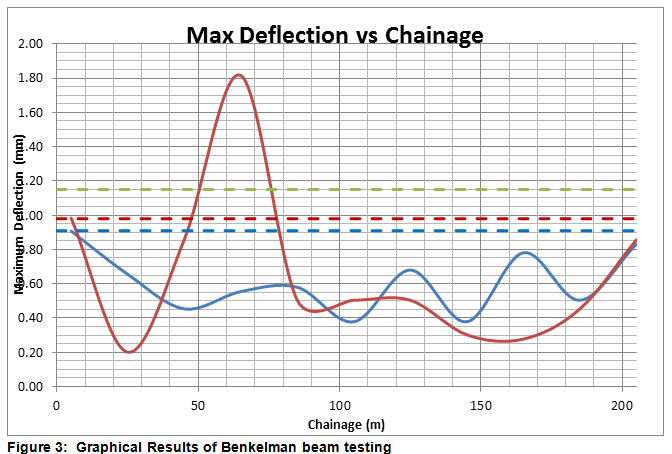 Max Deflection vs Chainage
2.00
1.80
1.60
1.40
1.20
1.00
0.80
0.60
0.40
0.20
0.00
Maximum Deflection (mm)
0 50 100 150 200
Chainage (m)
Figure 3: Graphical Results of Benkelman beam testing